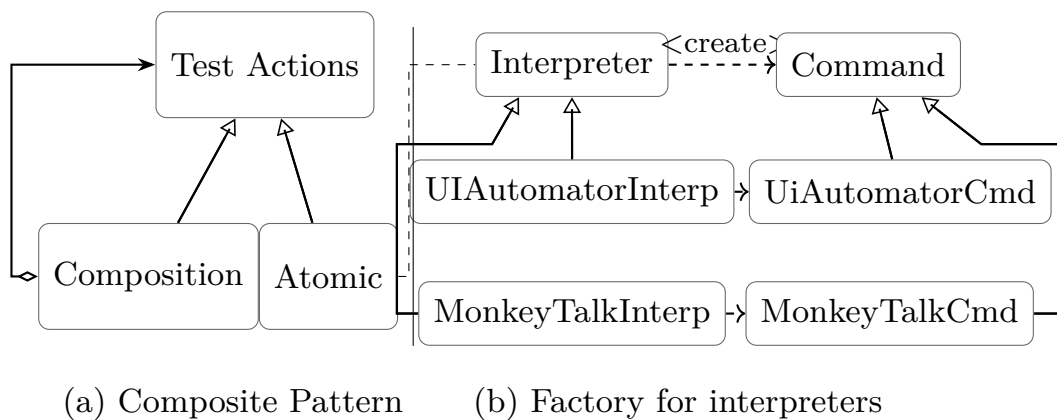 Test Actions
Composition
Atomic
Interpreter
<create>
Command
UIAutomatorInterp
UiAutomatorCmd
MonkeyTalkInterp
MonkeyTalkCmd
(a) Composite Pattern
(b) Factory for interpreters